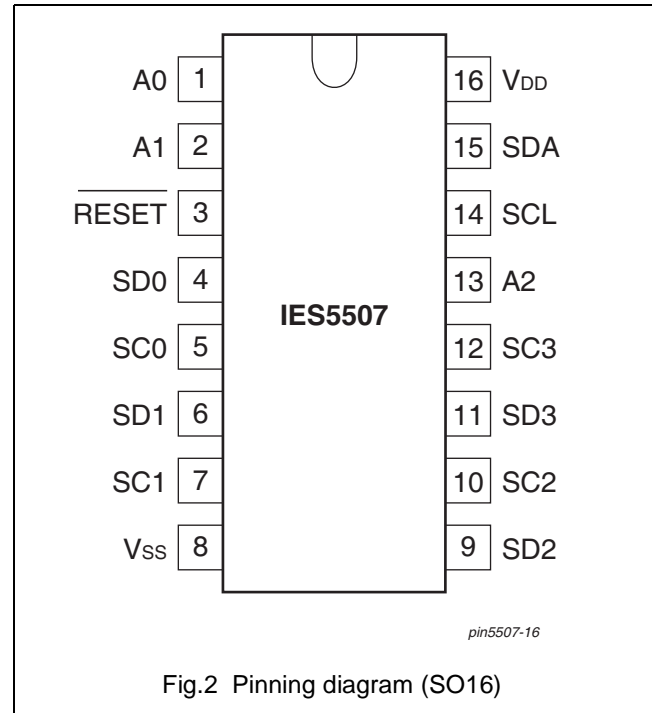 A0 1 16 VDD
A1 2 15 SDA
RESET 3 14 SCL
SD0 4 13 A2
IES5507
SC0 5 12 SC3
SD1 6 11 SD3
SC1 7 10 SC2
VSS 8 9 SD2
pin5507-16
Fig.2 Pinning diagram (SO16)